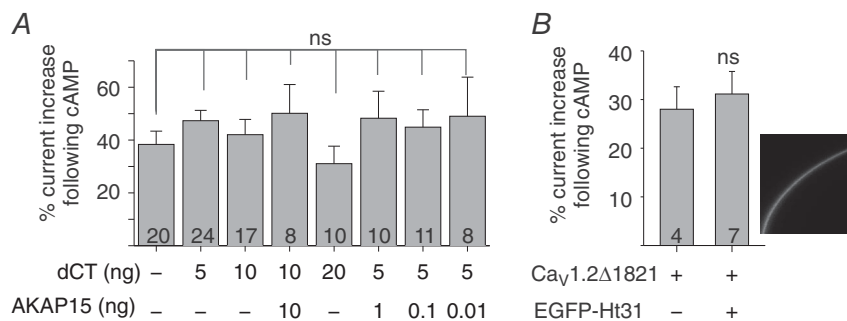 A
ns
% current increase
following cAMP
60
40
20
20 24 17 8 10 10 11 8
dCT (ng) – 5 10 10 20 5 5 5
AKAP15 (ng) – – – 10 – 1 0.1 0.01
B
% current increase
following cAMP
40
30
20
10
ns
4 7
CaV1.2Δ1821 + +
EGFP-Ht31 – +